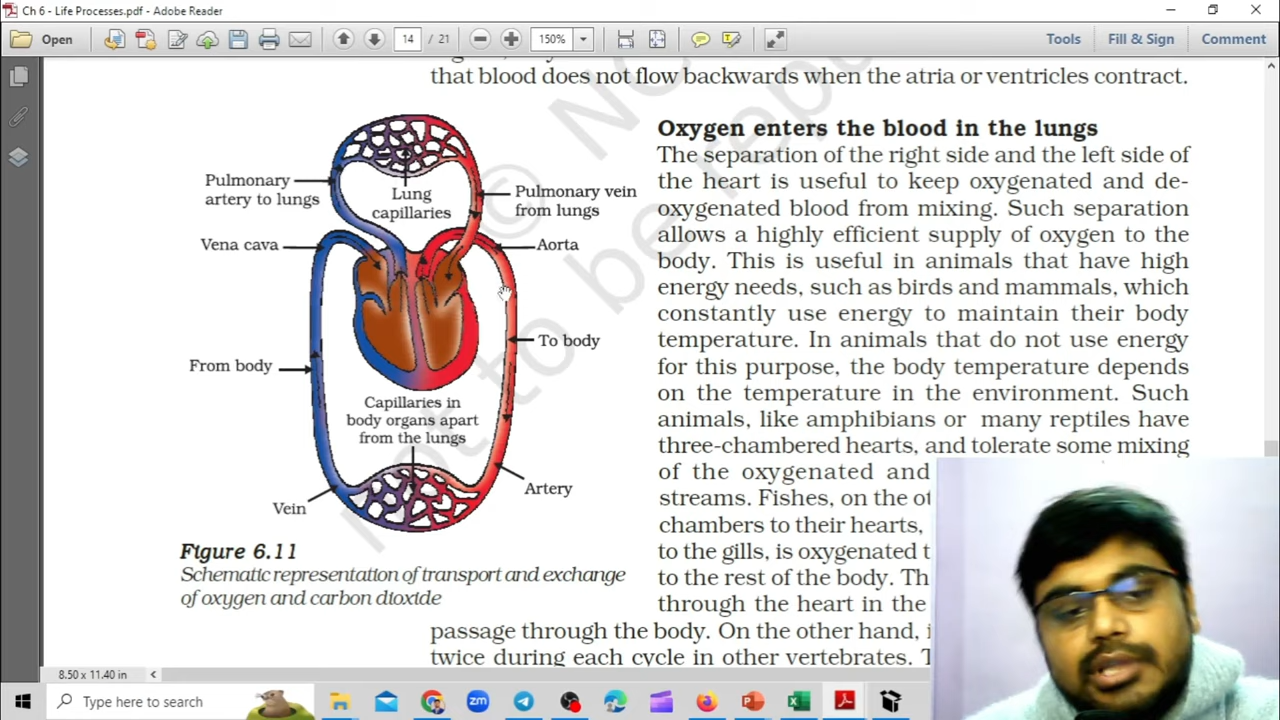 Ch 6 - Life Processes.pdf - Adobe Reader
Open
14 / 21
150%
Tools
Fill & Sign
Comment
that blood does not flow backwards when the atria or ventricles contract.
Pulmonary
artery to lungs
Lung
capillaries
Pulmonary vein
from lungs
Vena cava
Aorta
From body
To body
Capillaries in
body organs apart
from the lungs
Vein
Artery
Figure 6.11
Schematic representation of transport and exchange
of oxygen and carbon dioxide
Oxygen enters the blood in the lungs
The separation of the right side and the left side of
the heart is useful to keep oxygenated and de-
oxygenated blood from mixing. Such separation
allows a highly efficient supply of oxygen to the
body. This is useful in animals that have high
energy needs, such as birds and mammals, which
constantly use energy to maintain their body
temperature. In animals that do not use energy
for this purpose, the body temperature depends
on the temperature in the environment. Such
animals, like amphibians or many reptiles have
three-chambered hearts, and tolerate some mixing
of the oxygenated and
streams. Fishes, on the
chambers to their hearts,
to the gills, is oxygenated
to the rest of the body.
through the heart in the
passage through the body. On the other hand,
twice during each cycle in other vertebrates.
© NC
not to be repu
8.50 x 11.40 in
Type here to search
zm